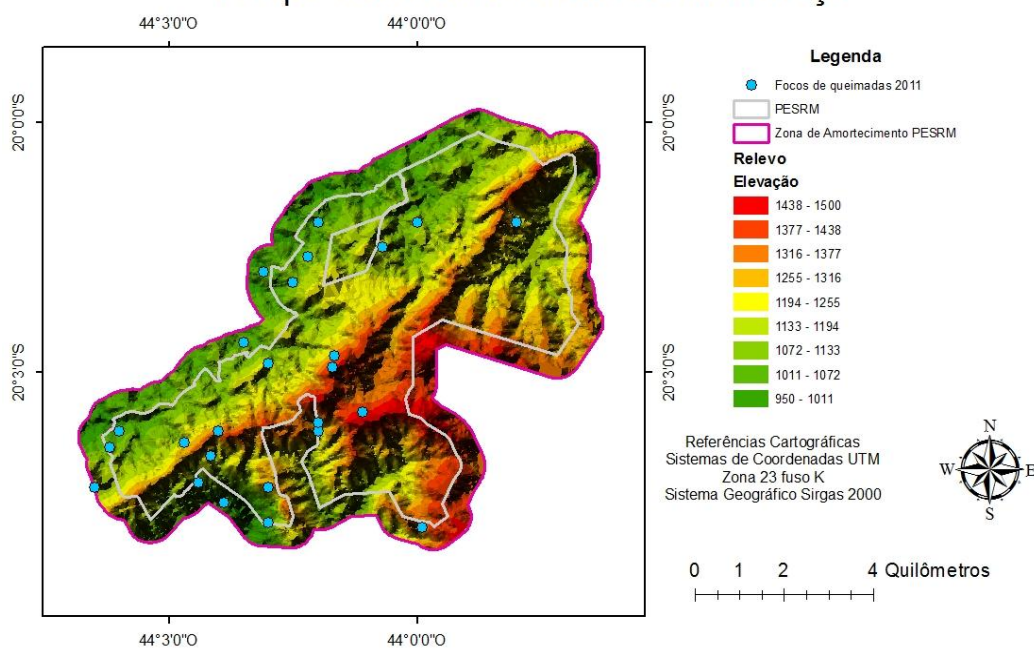 44°3'0"O
44°0'0"O
20°0'0"S
20°0'0"S
20°3'0"S
20°3'0"S
44°3'0"O
44°0'0"O
Legenda
Focos de queimadas 2011
PESRM
Zona de Amortecimento PESRM
Relevo
Elevação
1438 - 1500
1377 - 1438
1316 - 1377
1255 - 1316
1194 - 1255
1133 - 1194
1072 - 1133
1011 - 1072
950 - 1011
Referências Cartográficas
Sistemas de Coordenadas UTM
Zona 23 fuso K
Sistema Geográfico Sirgas 2000
N
W
E
S
0 1 2 4 Quilômetros